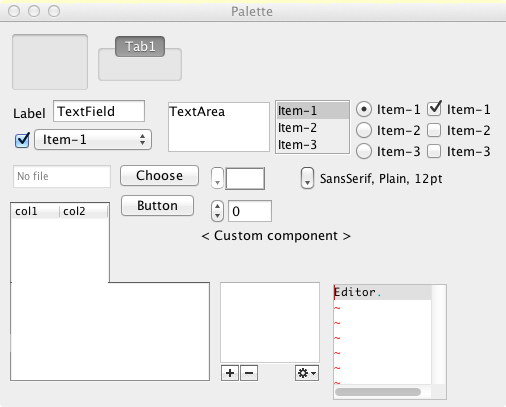 Palette
Tab1
Label
TextField
TextArea
Item-1
Item-2
Item-3
Item-1
Item-2
Item-3
Item-1
Item-2
Item-3
Item-1
No file
Choose
SansSerif, Plain, 12pt
col1
col2
Button
0
< Custom component >
Editor.
~
~
~
~
~
~